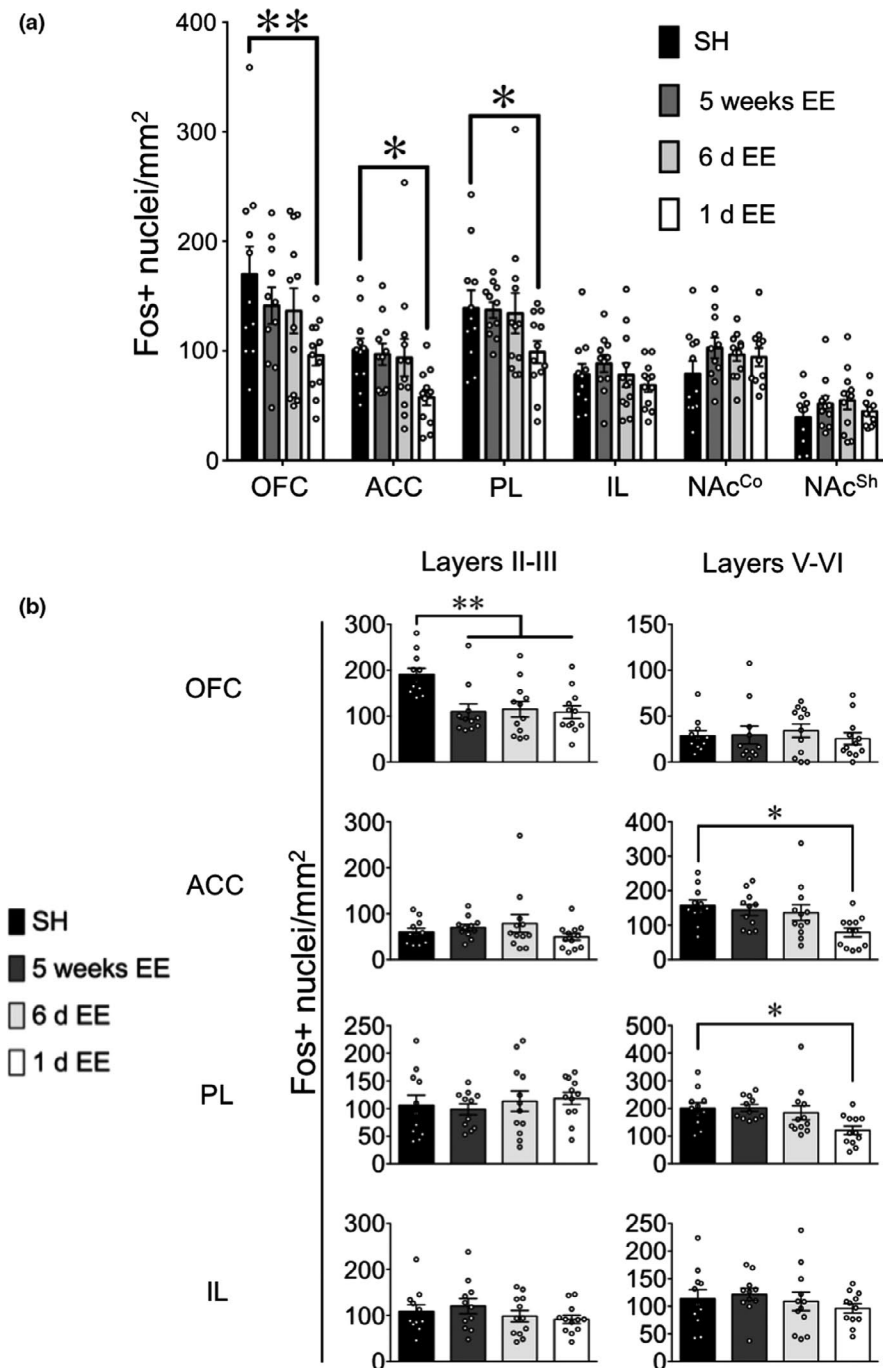 (a)
Fos+ nuclei/mm²
400
300
200
100
0
**
*
*
SH
5 weeks EE
6 d EE
1 d EE
OFC ACC PL IL NAcᶜᵒ NAcˢʰ
(b)
Layers II-III Layers V-VI
Fos+ nuclei/mm²
SH
5 weeks EE
6 d EE
1 d EE
OFC
300
200
100
0
**
150
100
50
0
ACC
300
200
100
0
400
300
200
100
0
*
PL
250
200
150
100
50
0
500
400
300
200
100
0
*
IL
300
200
100
0
250
200
150
100
50
0